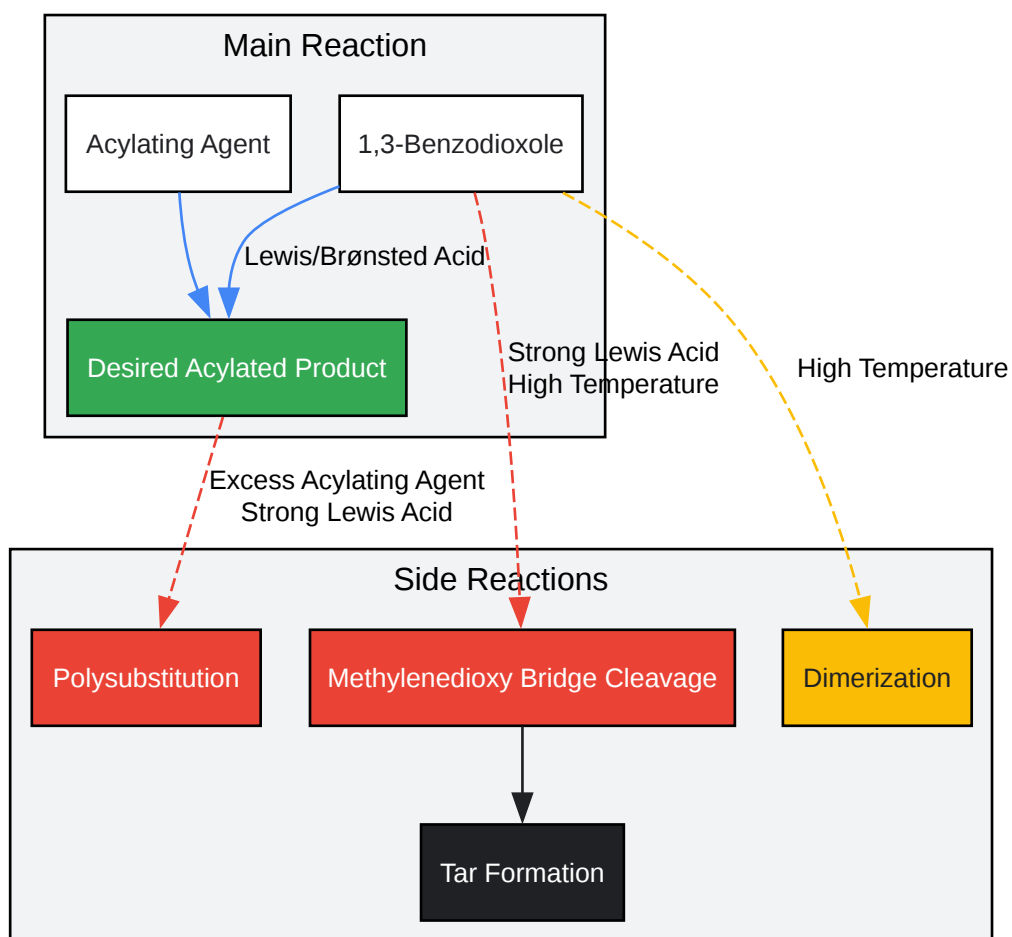 Main Reaction
Acylating Agent
1,3-Benzodioxole
Lewis/Brønsted Acid
Desired Acylated Product
Strong Lewis Acid
High Temperature
High Temperature
Excess Acylating Agent
Strong Lewis Acid
Side Reactions
Polysubstitution
Methylenedioxy Bridge Cleavage
Dimerization
Tar Formation